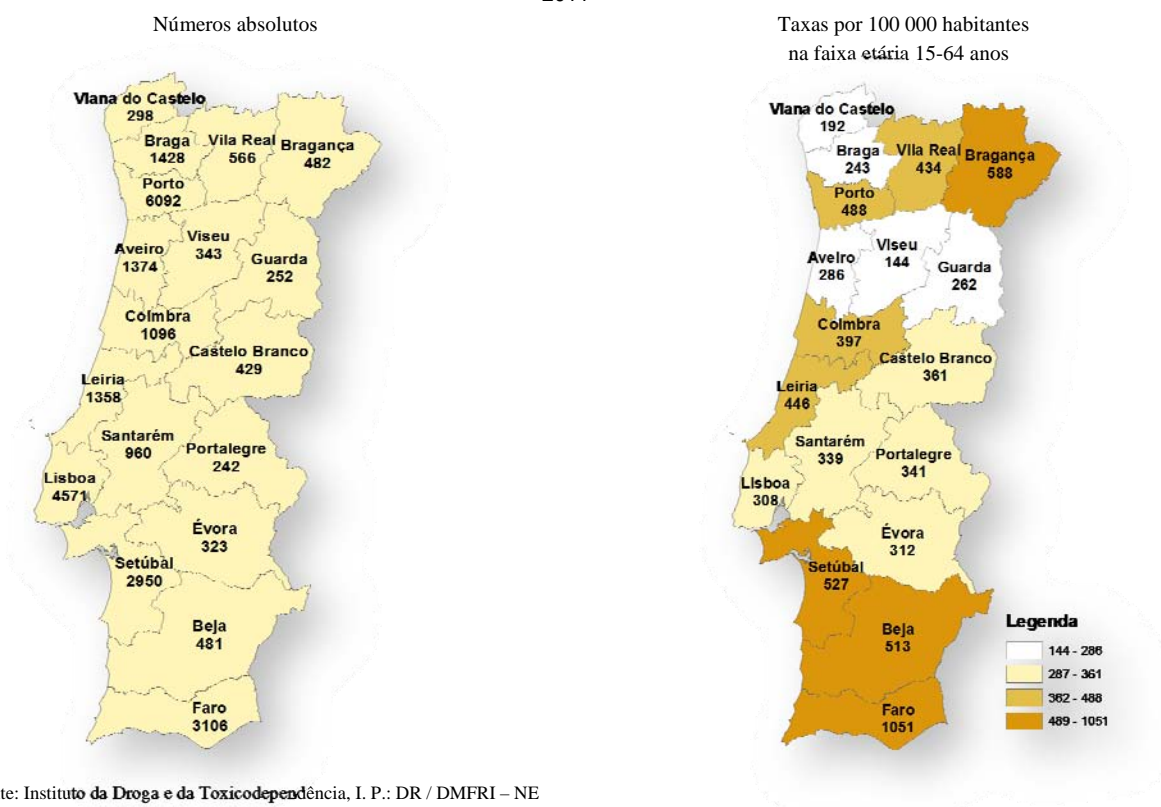 Números absolutos
Viana do Castelo
298
Braga
1428
Vila Real
566
Bragança
482
Porto
6092
Aveiro
1374
Viseu
343
Guarda
252
Coimbra
1096
Castelo Branco
429
Leiria
1358
Santarém
960
Portalegre
242
Lisboa
4571
Évora
323
Setúbal
2950
Beja
481
Faro
3106
Taxas por 100 000 habitantes
na faixa etária 15-64 anos
Viana do Castelo
192
Braga
243
Vila Real
434
Bragança
588
Porto
488
Aveiro
286
Viseu
144
Guarda
262
Coimbra
397
Castelo Branco
361
Leiria
446
Santarém
339
Portalegre
341
Lisboa
308
Évora
312
Setúbal
527
Beja
513
Faro
1051
Legenda
144 - 286
287 - 361
362 - 488
489 - 1051
te: Instituto da Droga e da Toxicodependência, I. P.: DR / DMFRI – NE